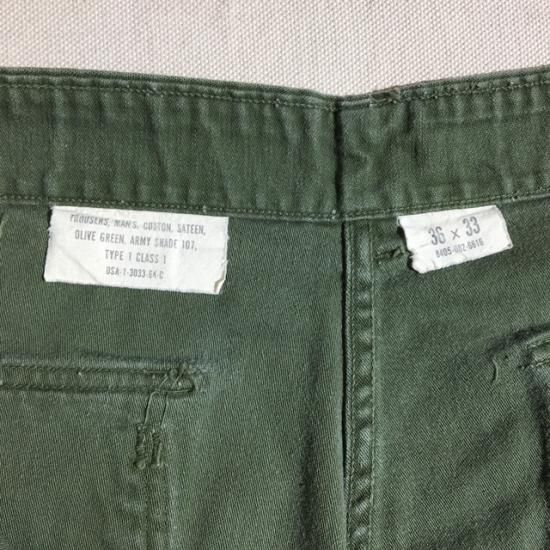 TROUSERS, MAN'S, COTTON, SATEEN,
OLIVE GREEN, ARMY SHADE 107,
TYPE 1 CLASS 1
DSA-1-3033-64-C
36 x 33
8405-082-6616